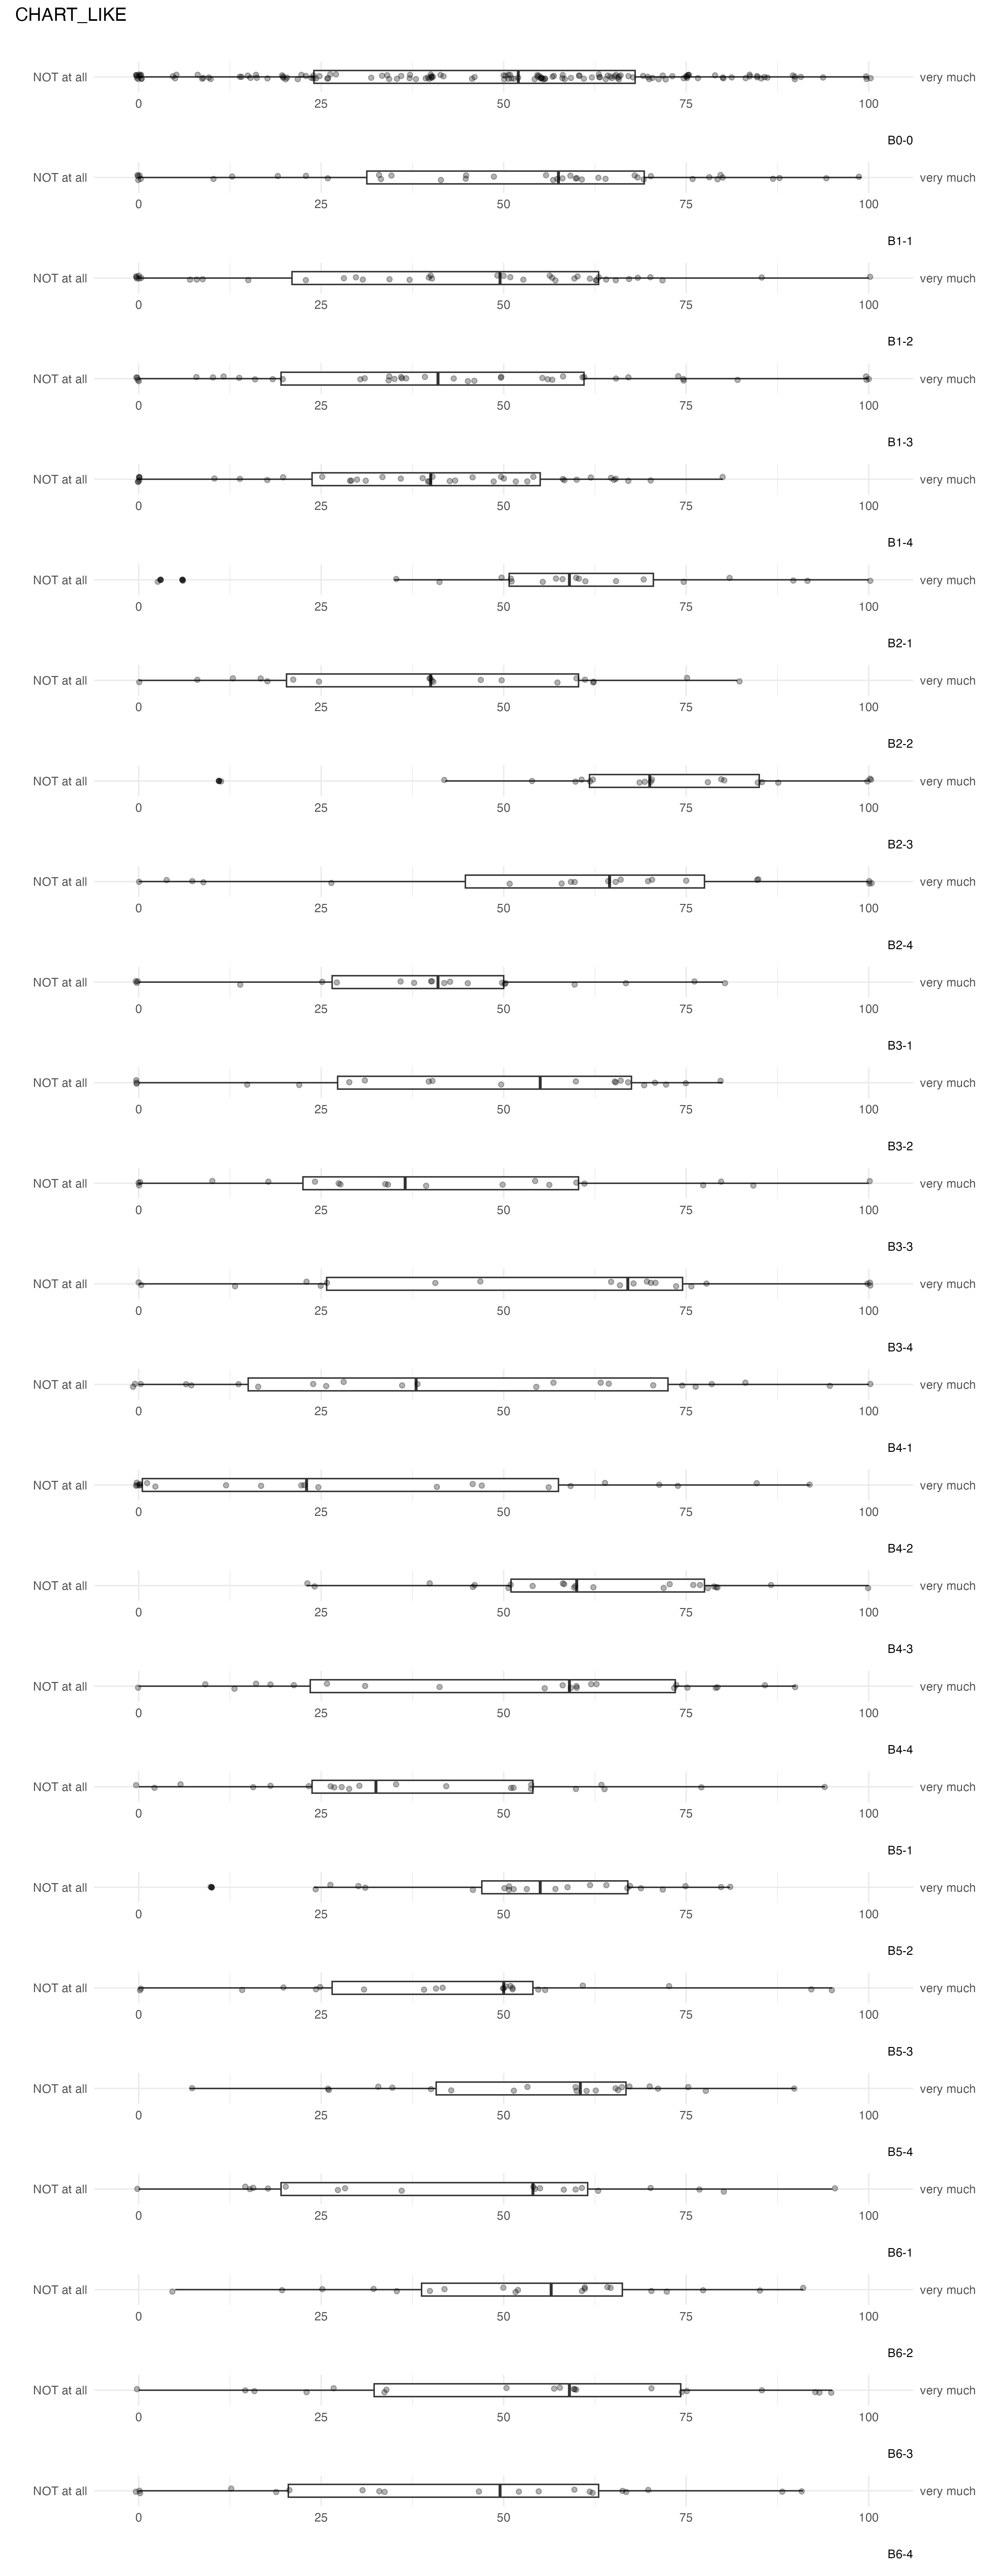 CHART_LIKE
NOT at all very much
0 25 50 75 100
B0-0
NOT at all very much
0 25 50 75 100
B1-1
NOT at all very much
0 25 50 75 100
B1-2
NOT at all very much
0 25 50 75 100
B1-3
NOT at all very much
0 25 50 75 100
B1-4
NOT at all very much
0 25 50 75 100
B2-1
NOT at all very much
0 25 50 75 100
B2-2
NOT at all very much
0 25 50 75 100
B2-3
NOT at all very much
0 25 50 75 100
B2-4
NOT at all very much
0 25 50 75 100
B3-1
NOT at all very much
0 25 50 75 100
B3-2
NOT at all very much
0 25 50 75 100
B3-3
NOT at all very much
0 25 50 75 100
B3-4
NOT at all very much
0 25 50 75 100
B4-1
NOT at all very much
0 25 50 75 100
B4-2
NOT at all very much
0 25 50 75 100
B4-3
NOT at all very much
0 25 50 75 100
B4-4
NOT at all very much
0 25 50 75 100
B5-1
NOT at all very much
0 25 50 75 100
B5-2
NOT at all very much
0 25 50 75 100
B5-3
NOT at all very much
0 25 50 75 100
B5-4
NOT at all very much
0 25 50 75 100
B6-1
NOT at all very much
0 25 50 75 100
B6-2
NOT at all very much
0 25 50 75 100
B6-3
NOT at all very much
0 25 50 75 100
B6-4